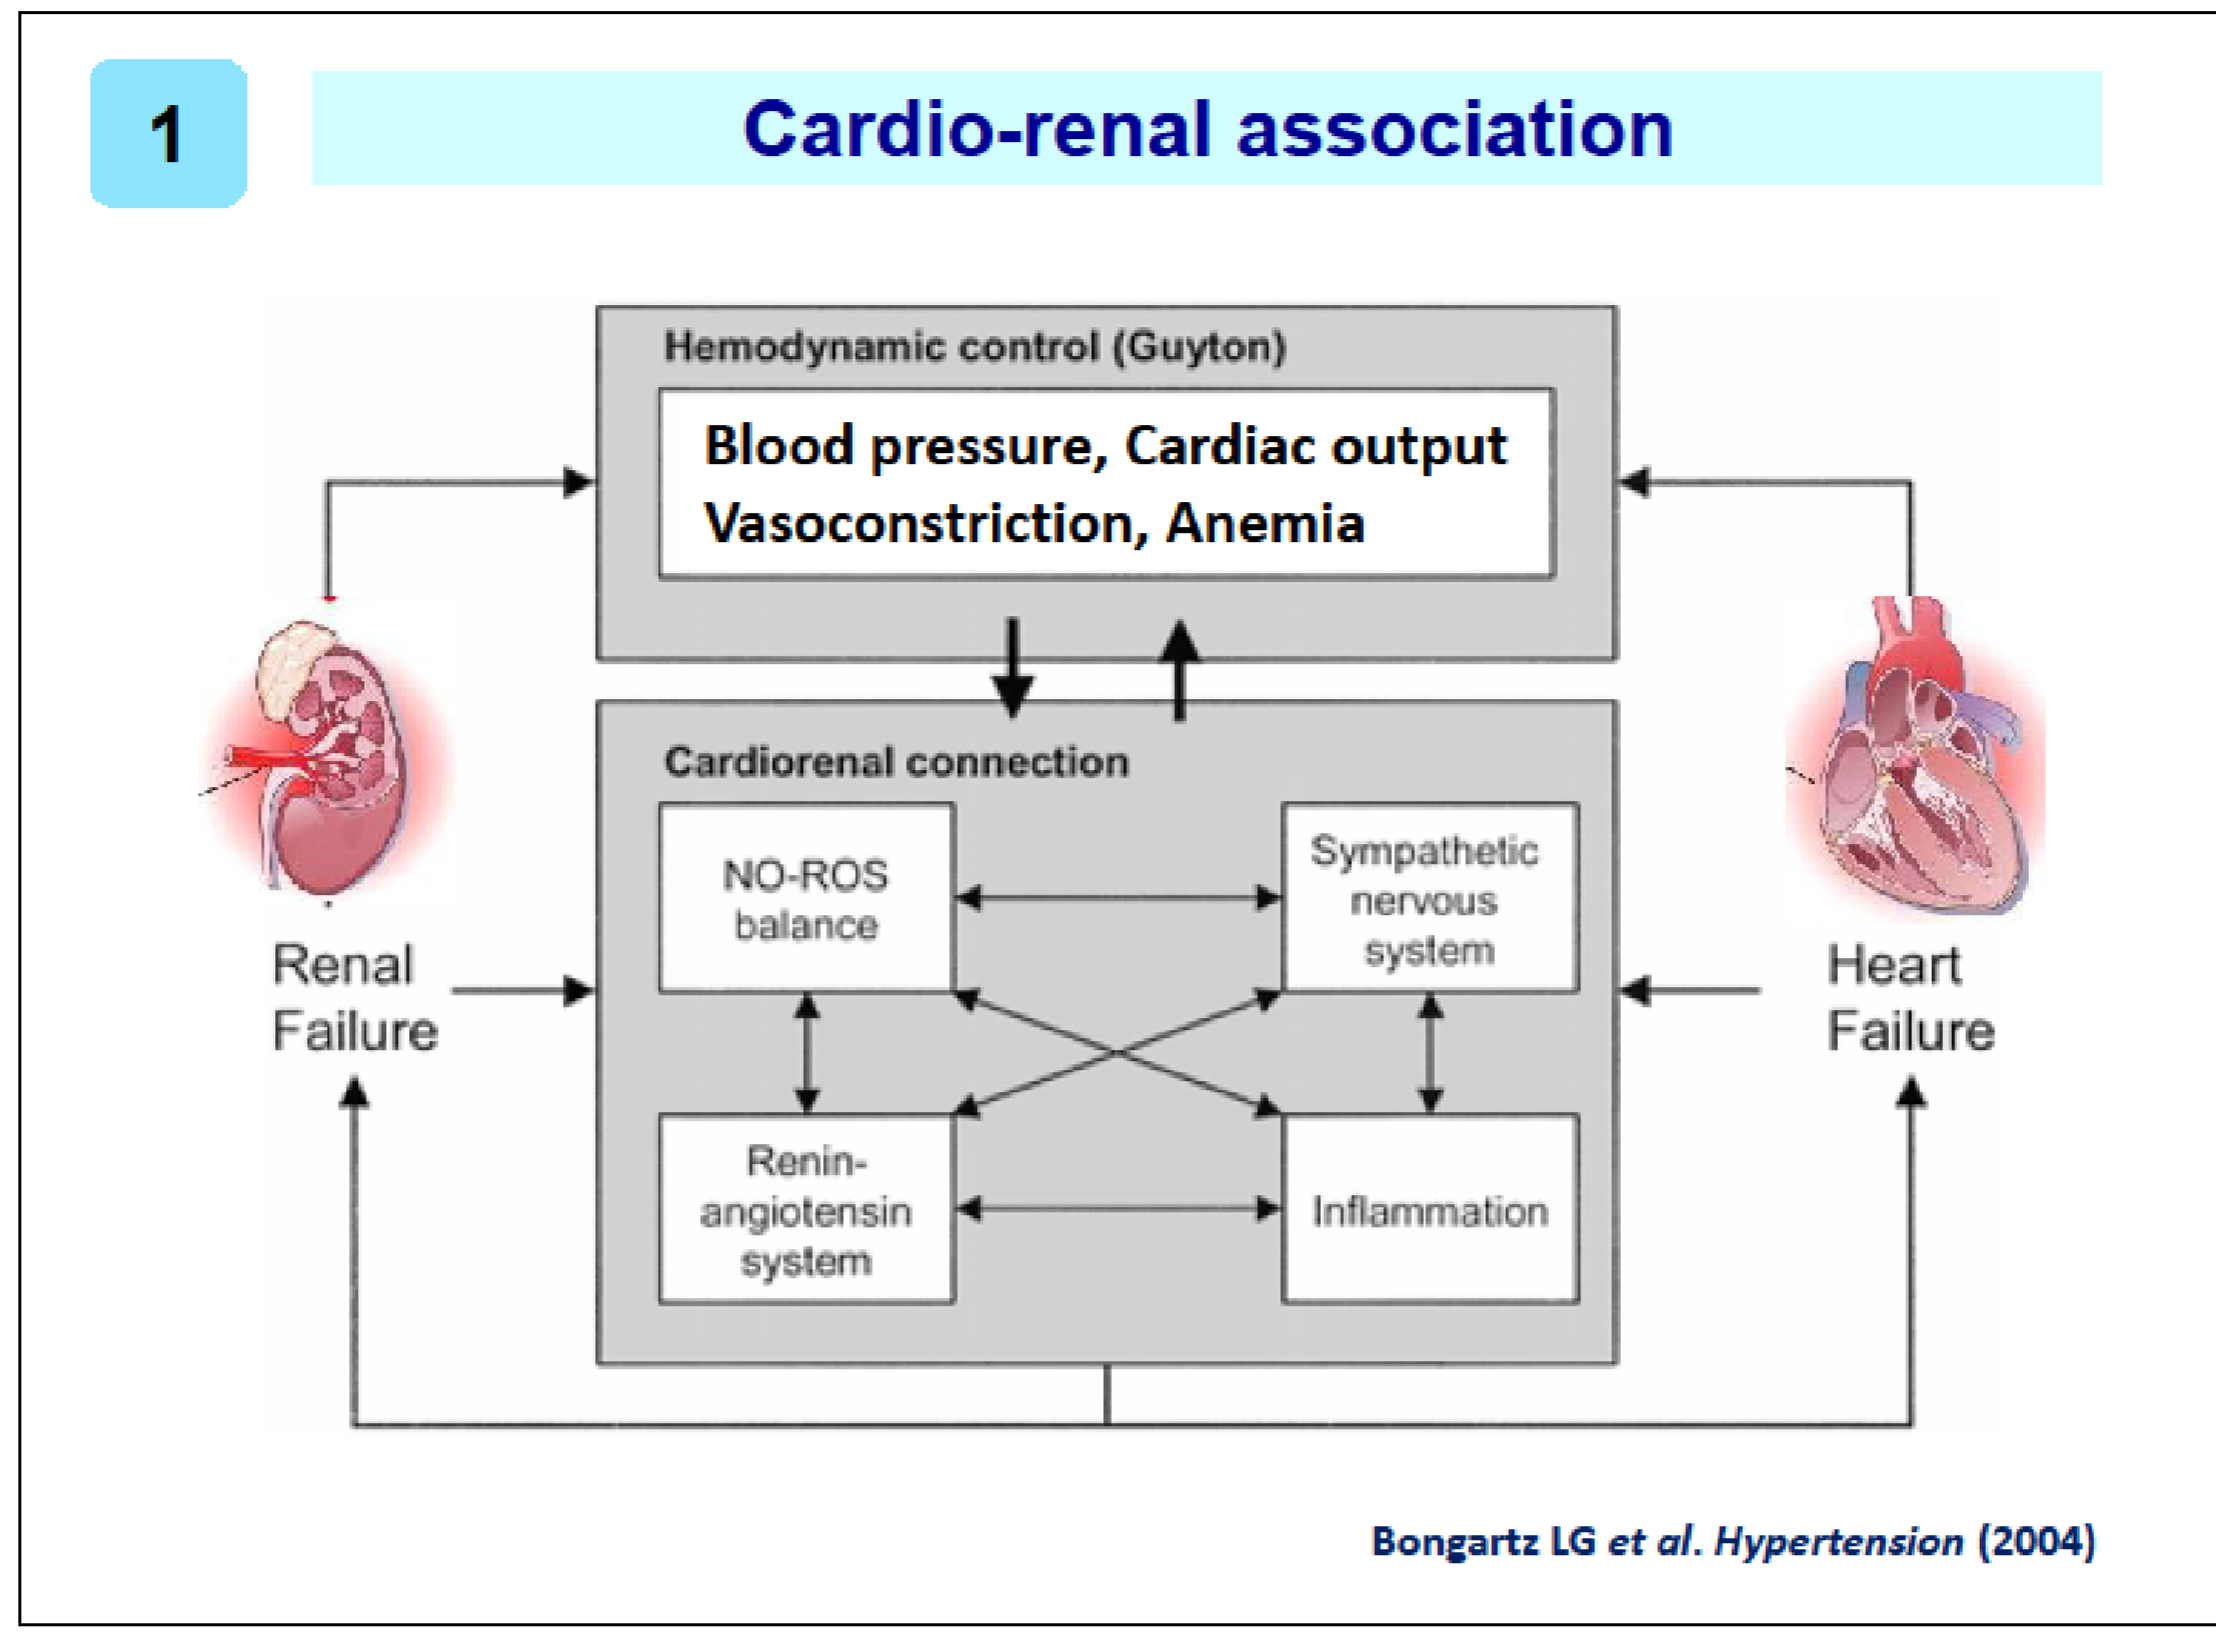 1
Cardio-renal association
Hemodynamic control (Guyton)
Blood pressure, Cardiac output
Vasoconstriction, Anemia
Cardiorenal connection
NO-ROS
balance
Sympathetic
nervous
system
Renal
Failure
Heart
Failure
Renin-
angiotensin
system
Inflammation
Bongartz LG et al. Hypertension (2004)